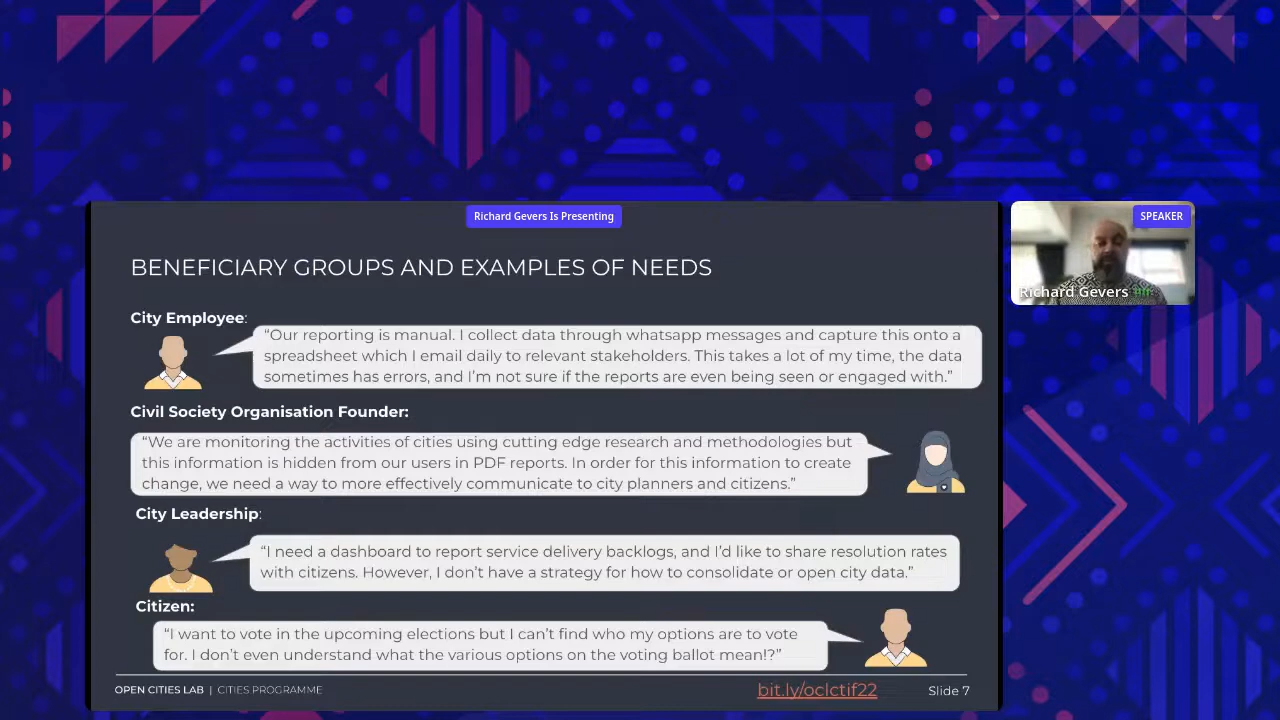 Richard Gevers Is Presenting
SPEAKER
Richard Gevers
BENEFICIARY GROUPS AND EXAMPLES OF NEEDS
City Employee:
“Our reporting is manual. I collect data through whatsapp messages and capture this onto a
spreadsheet which I email daily to relevant stakeholders. This takes a lot of my time, the data
sometimes has errors, and I’m not sure if the reports are even being seen or engaged with.”
Civil Society Organisation Founder:
“We are monitoring the activities of cities using cutting edge research and methodologies but
this information is hidden from our users in PDF reports. In order for this information to create
change, we need a way to more effectively communicate to city planners and citizens.”
City Leadership:
“I need a dashboard to report service delivery backlogs, and I’d like to share resolution rates
with citizens. However, I don’t have a strategy for how to consolidate or open city data.”
Citizen:
“I want to vote in the upcoming elections but I can’t find who my options are to vote
for. I don’t even understand what the various options on the voting ballot mean!?”
OPEN CITIES LAB | CITIES PROGRAMME
bit.ly/oclctif22
Slide 7